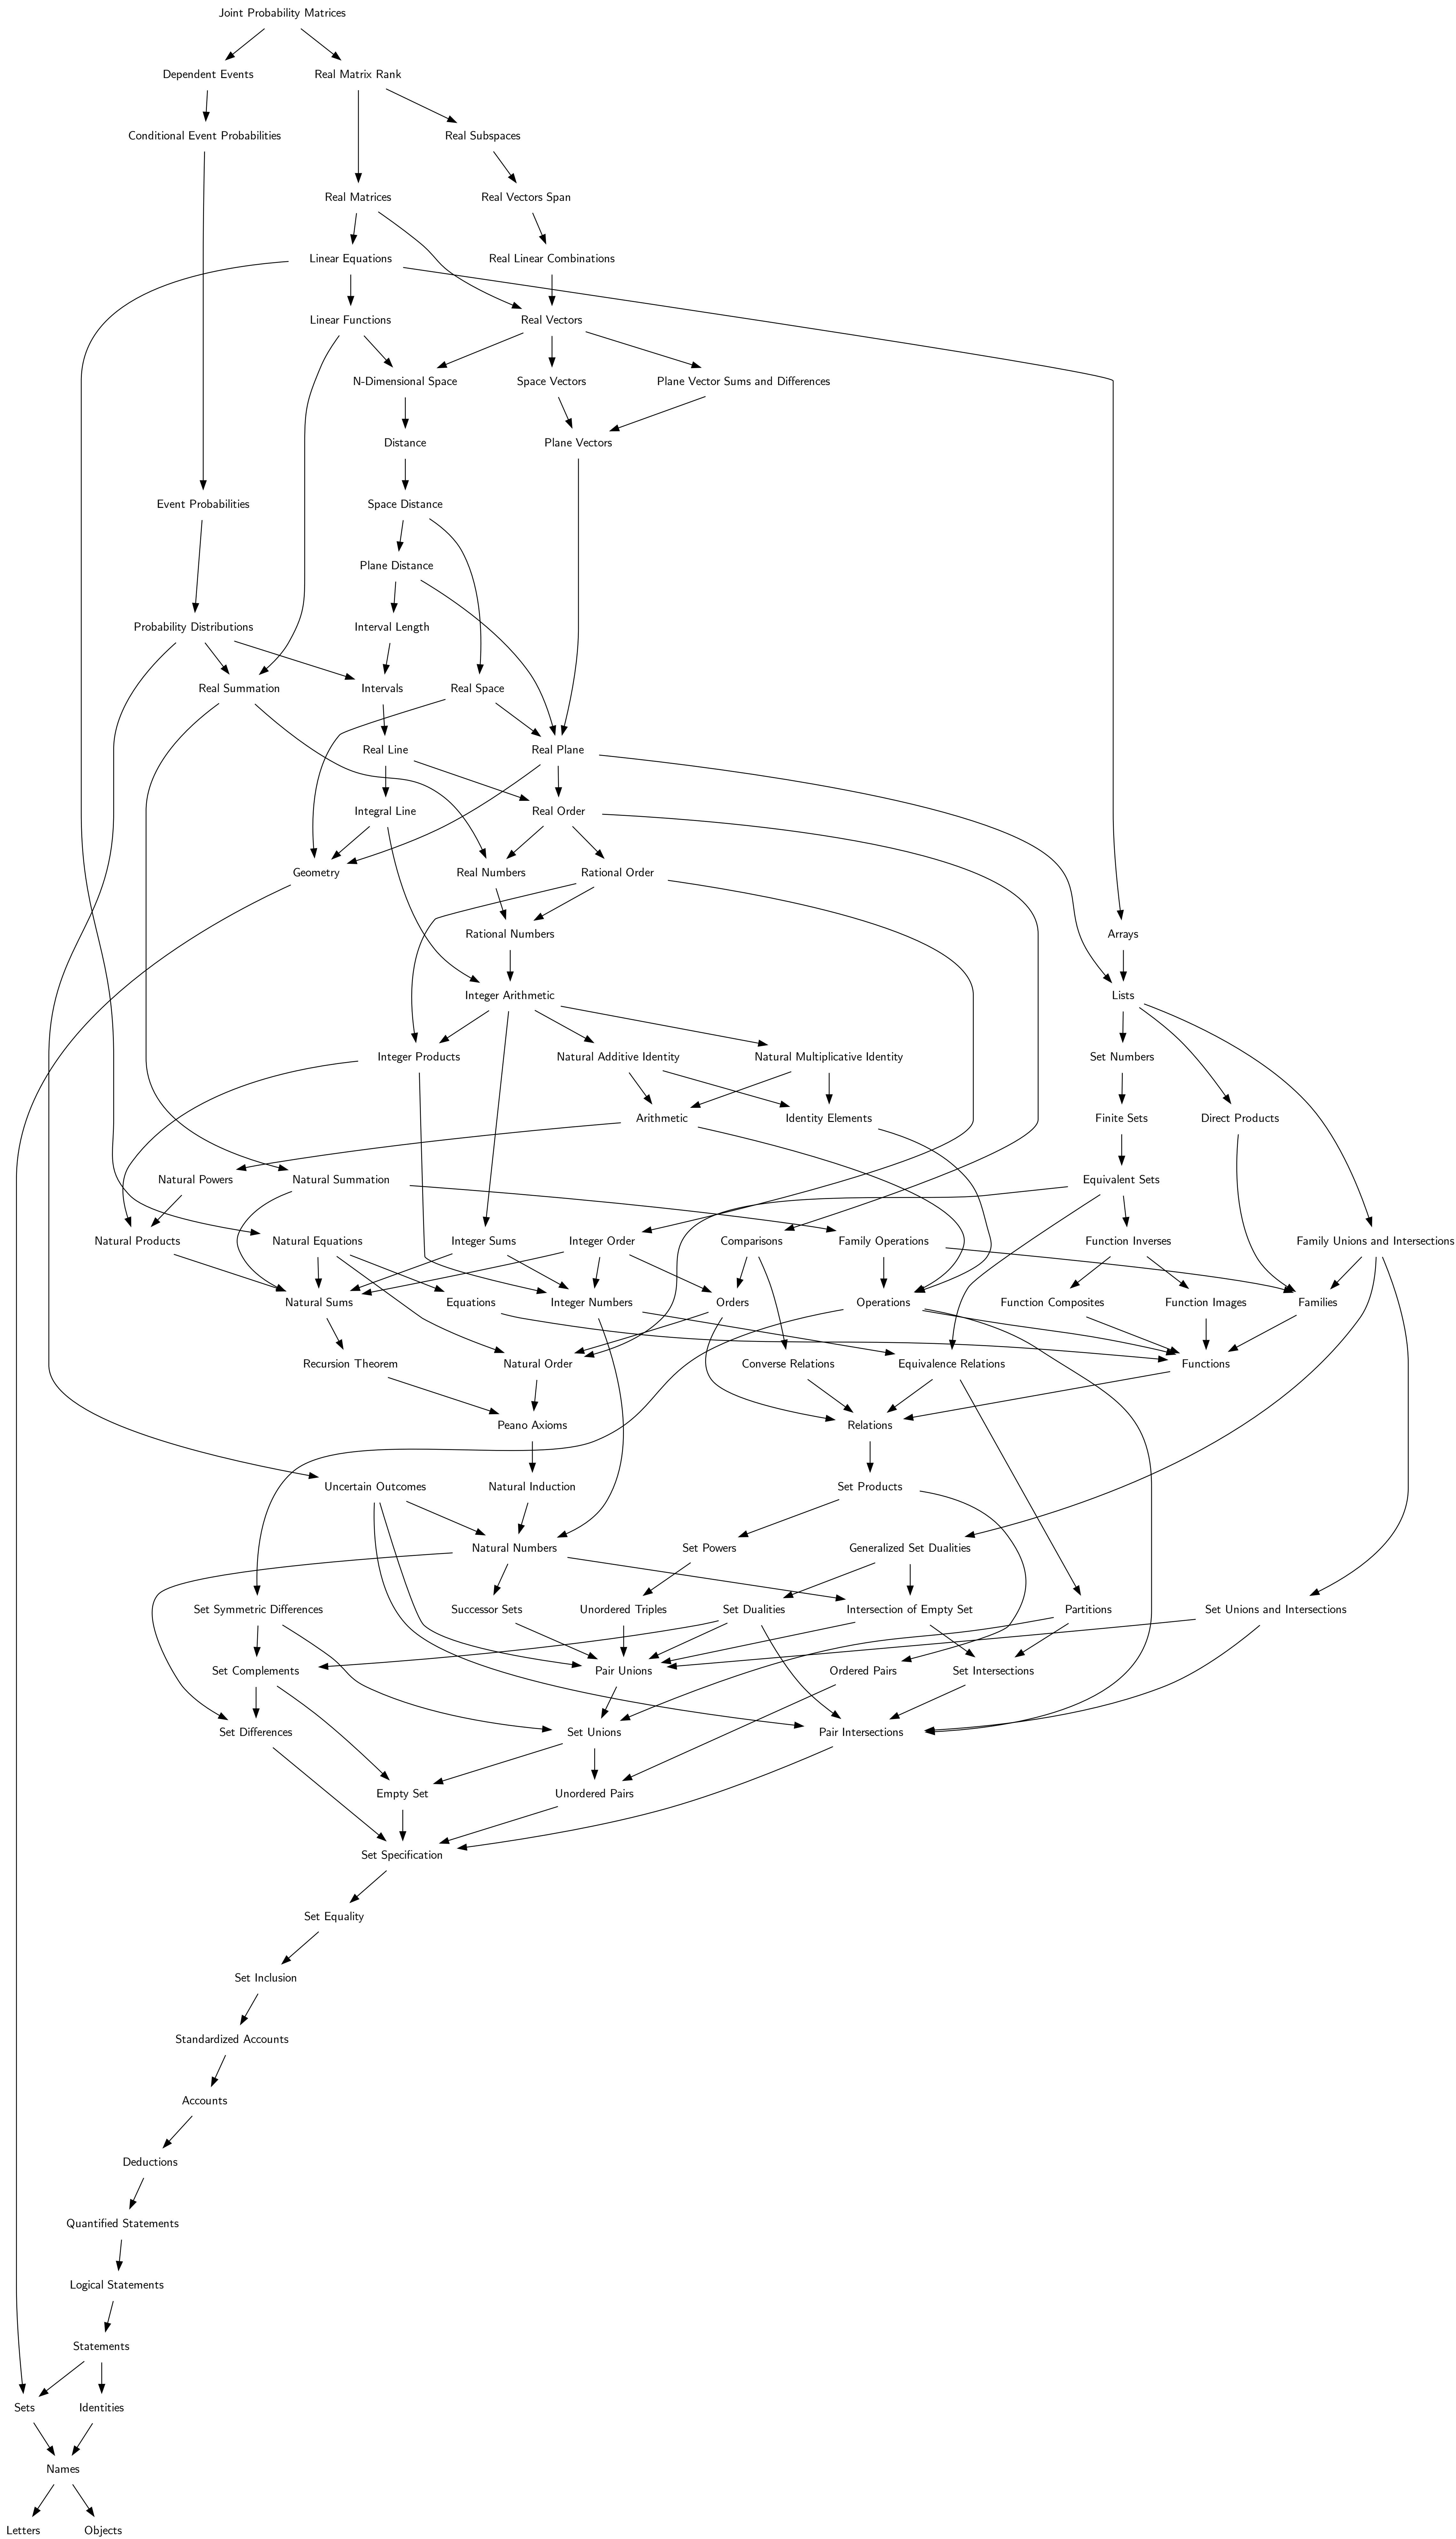 Joint Probability Matrices
Dependent Events
Real Matrix Rank
Conditional Event Probabilities
Real Subspaces
Real Matrices
Real Vectors Span
Linear Equations
Real Linear Combinations
Linear Functions
Real Vectors
N-Dimensional Space
Space Vectors
Plane Vector Sums and Differences
Distance
Plane Vectors
Event Probabilities
Space Distance
Plane Distance
Probability Distributions
Interval Length
Real Summation
Intervals
Real Space
Real Line
Real Plane
Integral Line
Real Order
Geometry
Real Numbers
Rational Order
Rational Numbers
Arrays
Integer Arithmetic
Lists
Integer Products
Natural Additive Identity
Natural Multiplicative Identity
Set Numbers
Arithmetic
Identity Elements
Finite Sets
Direct Products
Natural Powers
Natural Summation
Equivalent Sets
Natural Products
Natural Equations
Integer Sums
Integer Order
Comparisons
Family Operations
Function Inverses
Family Unions and Intersections
Natural Sums
Equations
Integer Numbers
Orders
Operations
Function Composites
Function Images
Families
Recursion Theorem
Natural Order
Converse Relations
Equivalence Relations
Functions
Peano Axioms
Relations
Uncertain Outcomes
Natural Induction
Set Products
Natural Numbers
Set Powers
Generalized Set Dualities
Set Symmetric Differences
Successor Sets
Unordered Triples
Set Dualities
Intersection of Empty Set
Partitions
Set Unions and Intersections
Set Complements
Pair Unions
Ordered Pairs
Set Intersections
Set Differences
Set Unions
Pair Intersections
Empty Set
Unordered Pairs
Set Specification
Set Equality
Set Inclusion
Standardized Accounts
Accounts
Deductions
Quantified Statements
Logical Statements
Statements
Sets
Identities
Names
Letters
Objects